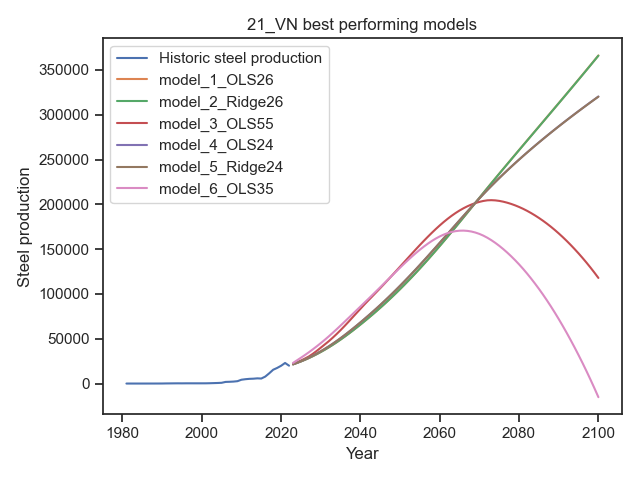 21_VN best performing models
Historic steel production
model_1_OLS26
model_2_Ridge26
model_3_OLS55
model_4_OLS24
model_5_Ridge24
model_6_OLS35
Steel production
350000
300000
250000
200000
150000
100000
50000
0
1980 2000 2020 2040 2060 2080 2100
Year